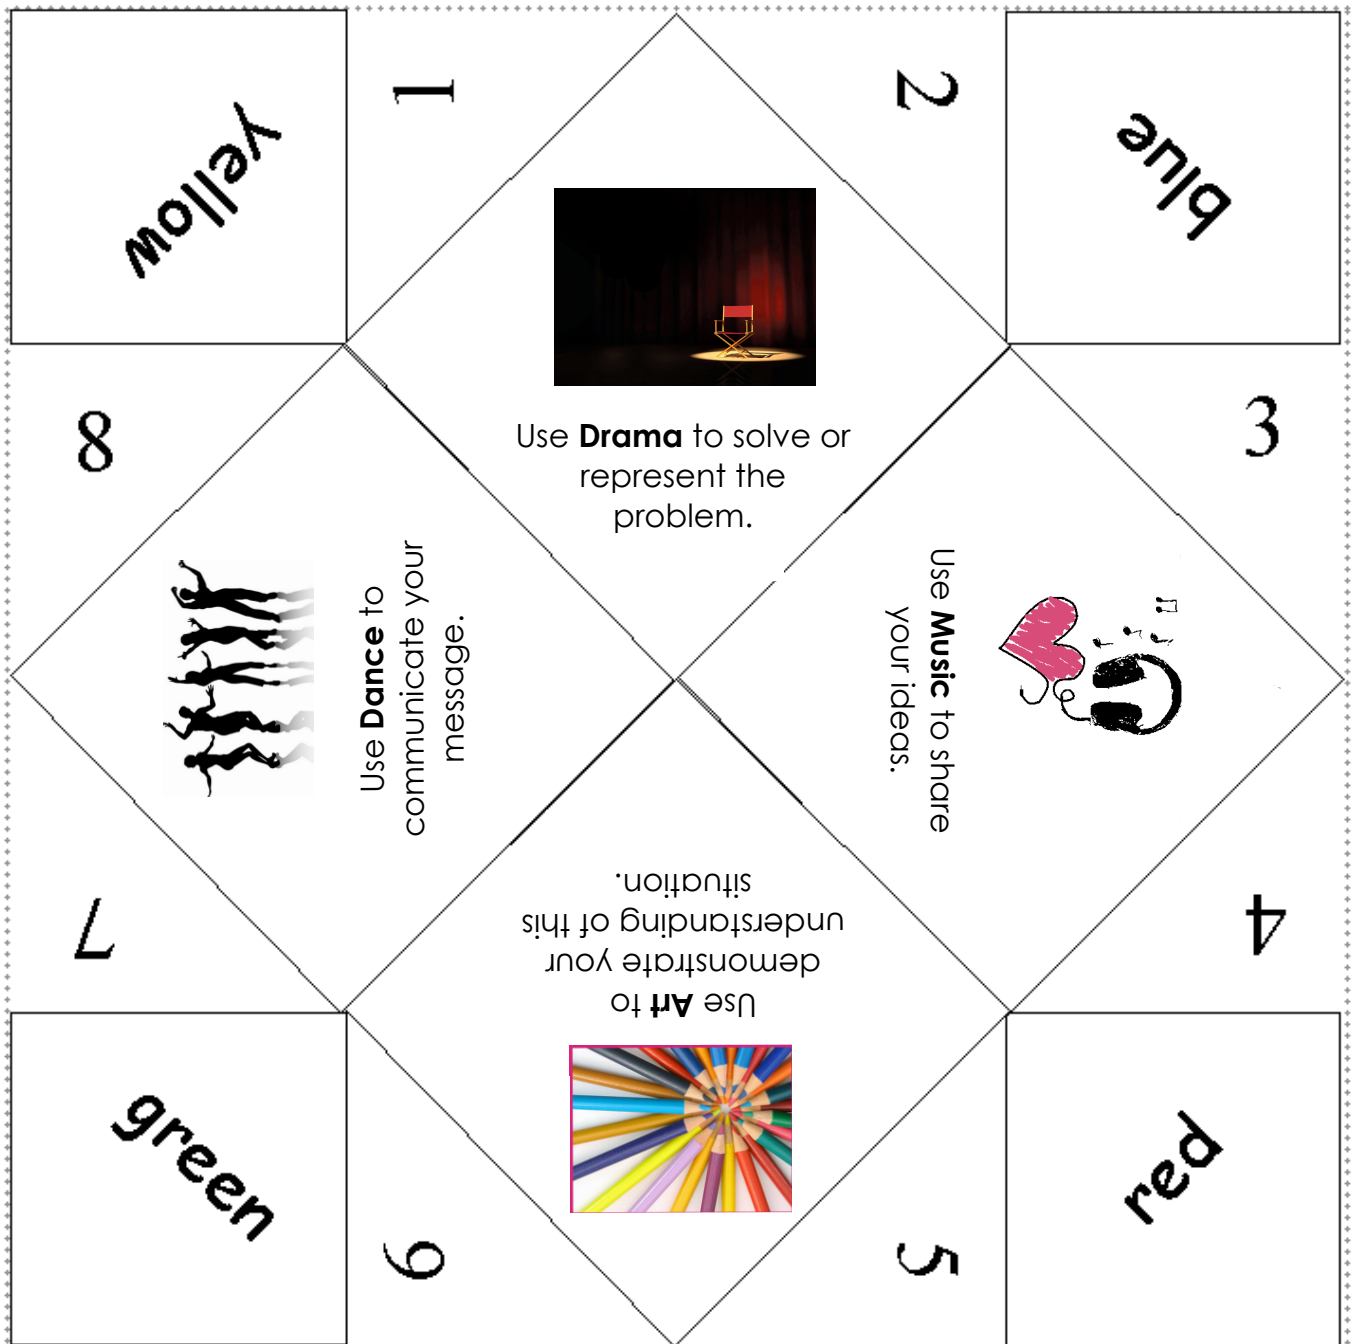 yellow
1
2
blue
8
3
Use Drama to solve or
represent the
problem.
Use Dance to
communicate your
message.
Use Music to share
your ideas.
7
4
Use Art to
demonstrate your
understanding of this
situation.
green
6
5
red